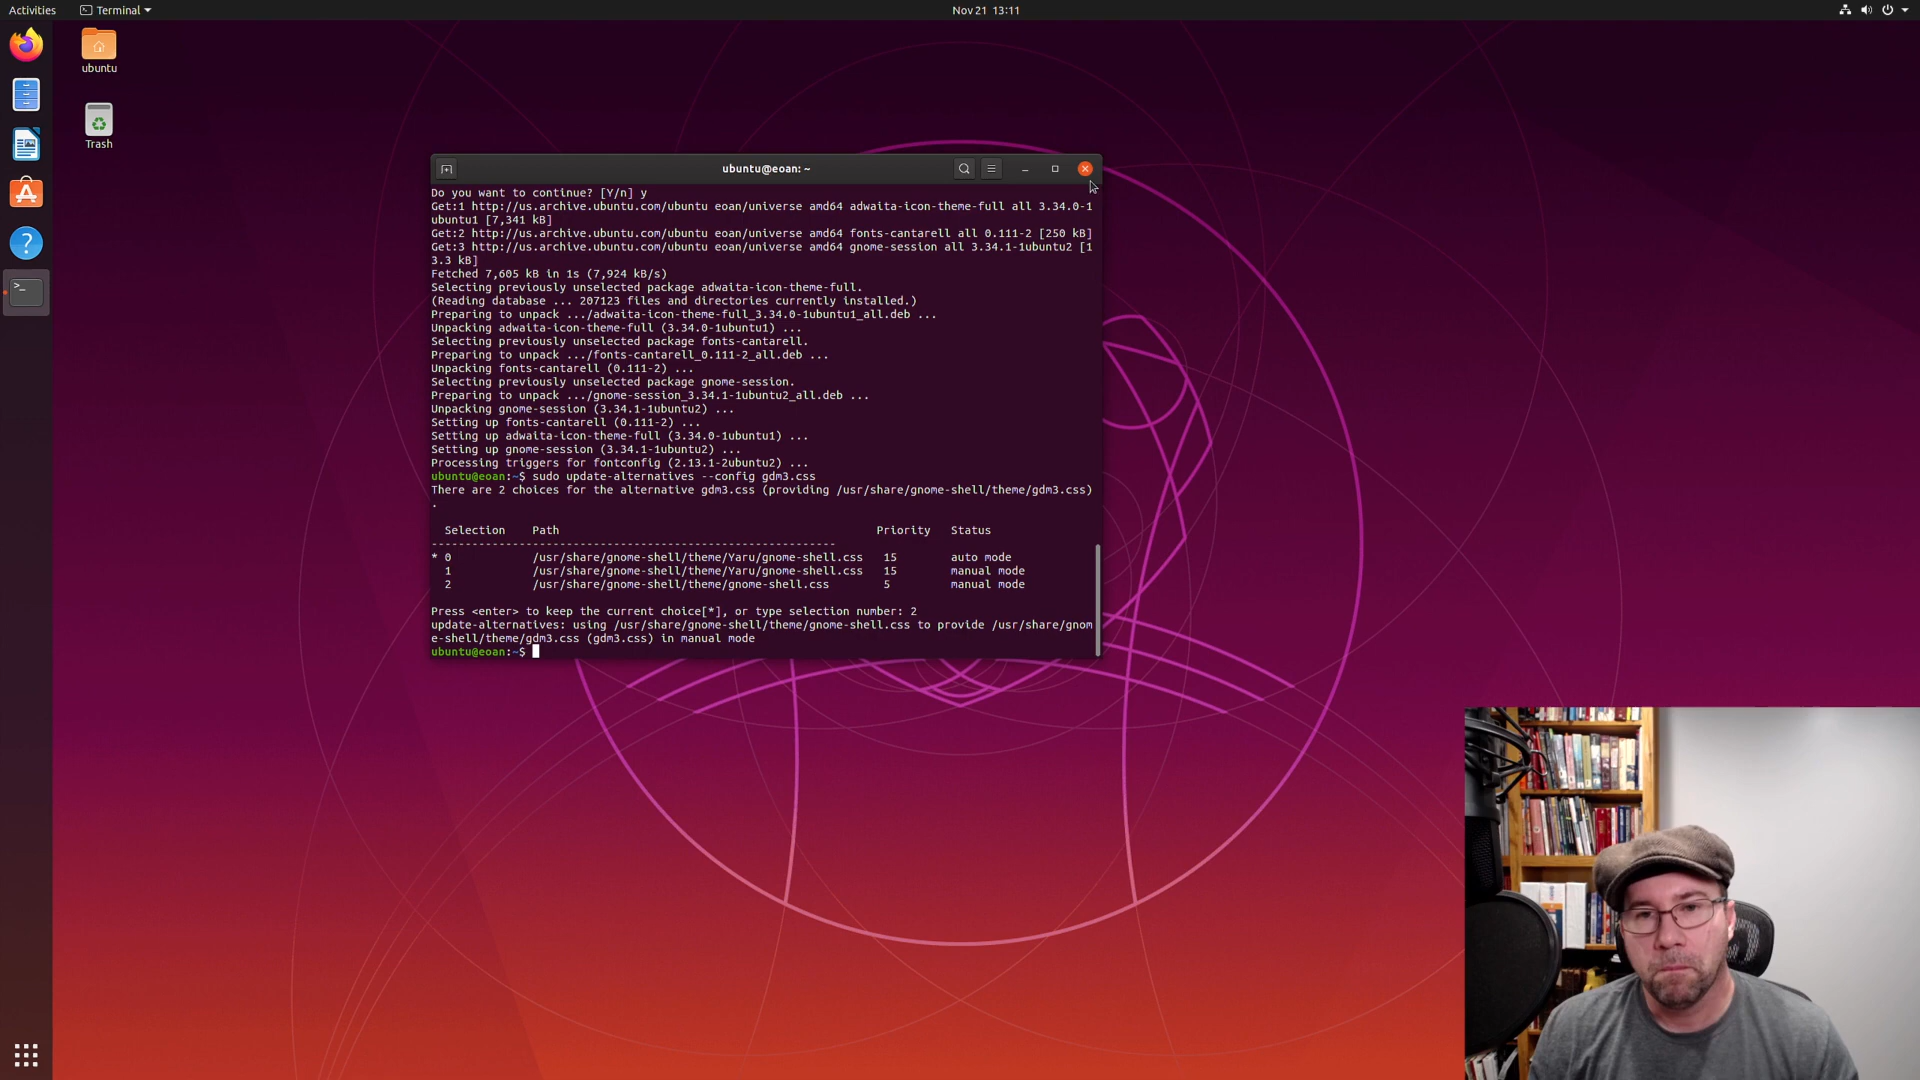 Activities
Terminal
Nov 21 13:11
ubuntu
Trash
ubuntu@eoan: ~
Do you want to continue? [Y/n] y
Get:1 http://us.archive.ubuntu.com/ubuntu eoan/universe amd64 adwaita-icon-theme-full all 3.34.0-1
ubuntu1 [7,341 kB]
Get:2 http://us.archive.ubuntu.com/ubuntu eoan/universe amd64 fonts-cantarell all 0.111-2 [250 kB]
Get:3 http://us.archive.ubuntu.com/ubuntu eoan/universe amd64 gnome-session all 3.34.1-1ubuntu2 [1
3.3 kB]
Fetched 7,605 kB in 1s (7,924 kB/s)
Selecting previously unselected package adwaita-icon-theme-full.
(Reading database ... 207123 files and directories currently installed.)
Preparing to unpack .../adwaita-icon-theme-full_3.34.0-1ubuntu1_all.deb ...
Unpacking adwaita-icon-theme-full (3.34.0-1ubuntu1) ...
Selecting previously unselected package fonts-cantarell.
Preparing to unpack .../fonts-cantarell_0.111-2_all.deb ...
Unpacking fonts-cantarell (0.111-2) ...
Selecting previously unselected package gnome-session.
Preparing to unpack .../gnome-session_3.34.1-1ubuntu2_all.deb ...
Unpacking gnome-session (3.34.1-1ubuntu2) ...
Setting up fonts-cantarell (0.111-2) ...
Setting up adwaita-icon-theme-full (3.34.0-1ubuntu1) ...
Setting up gnome-session (3.34.1-1ubuntu2) ...
Processing triggers for fontconfig (2.13.1-2ubuntu2) ...
ubuntu@eoan:~$ sudo update-alternatives --config gdm3.css
There are 2 choices for the alternative gdm3.css (providing /usr/share/gnome-shell/theme/gdm3.css)
.
Selection Path Priority Status
------------------------------------------------------------
* 0 /usr/share/gnome-shell/theme/Yaru/gnome-shell.css 15 auto mode
1 /usr/share/gnome-shell/theme/Yaru/gnome-shell.css 15 manual mode
2 /usr/share/gnome-shell/theme/gnome-shell.css 5 manual mode
Press <enter> to keep the current choice[*], or type selection number: 2
update-alternatives: using /usr/share/gnome-shell/theme/gnome-shell.css to provide /usr/share/gnom
e-shell/theme/gdm3.css (gdm3.css) in manual mode
ubuntu@eoan:~$